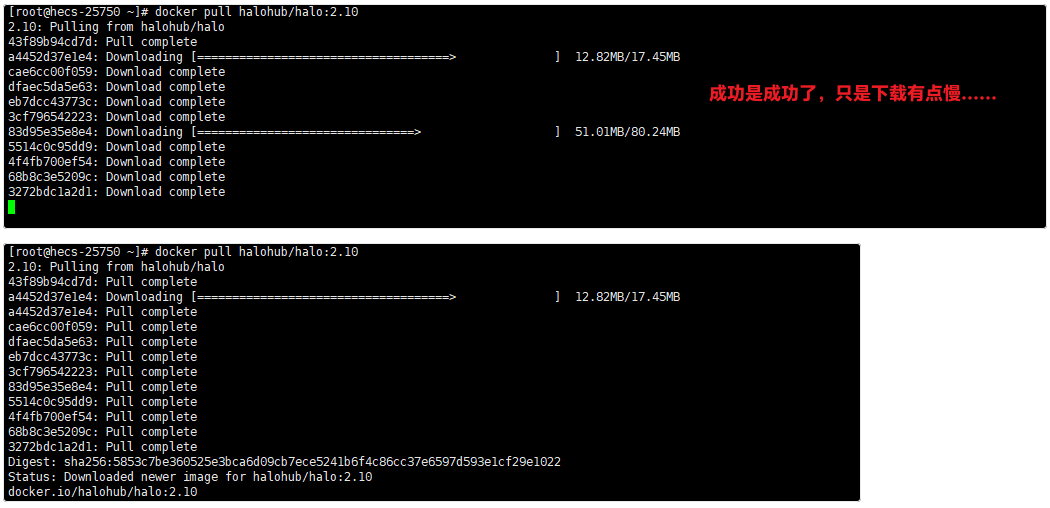 [root@hecs-25750 ~]# docker pull halohub/halo:2.10
2.10: Pulling from halohub/halo
43f89b94cd7d: Pull complete
a4452d37e1e4: Downloading [====================================>              ]  12.82MB/17.45MB
cae6cc00f059: Download complete
dfaec5da5e63: Download complete
成功是成功了，只是下载有点慢……
eb7dcc43773c: Download complete
3cf796542223: Download complete
83d95e35e8e4: Downloading [===============================>                   ]  51.01MB/80.24MB
5514c0c95dd9: Download complete
4f4fb700ef54: Download complete
68b8c3e5209c: Download complete
3272bdc1a2d1: Download complete
[root@hecs-25750 ~]# docker pull halohub/halo:2.10
2.10: Pulling from halohub/halo
43f89b94cd7d: Pull complete
a4452d37e1e4: Downloading [====================================>              ]  12.82MB/17.45MB
a4452d37e1e4: Pull complete
cae6cc00f059: Pull complete
dfaec5da5e63: Pull complete
eb7dcc43773c: Pull complete
3cf796542223: Pull complete
83d95e35e8e4: Pull complete
5514c0c95dd9: Pull complete
4f4fb700ef54: Pull complete
68b8c3e5209c: Pull complete
3272bdc1a2d1: Pull complete
Digest: sha256:5853c7be360525e3bca6d09cb7ece5241b6f4c86cc37e6597d593e1cf29e1022
Status: Downloaded newer image for halohub/halo:2.10
docker.io/halohub/halo:2.10